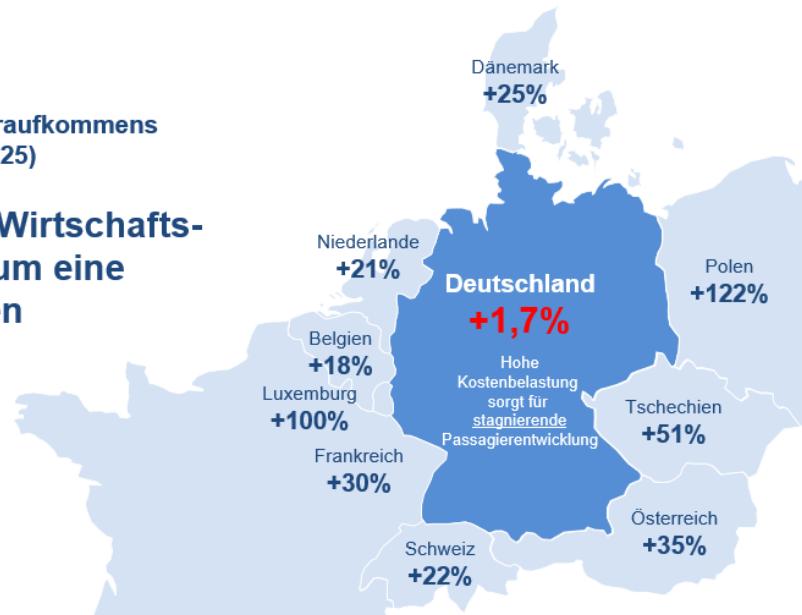 raufkommens
25)
Wirtschafts-
um eine
en
Dänemark
+25%
Niederlande
+21%
Deutschland
+1,7%
Hohe
Kostenbelastung
sorgt für
stagnierende
Passagierentwicklung
Polen
+122%
Belgien
+18%
Luxemburg
+100%
Frankreich
+30%
Tschechien
+51%
Österreich
+35%
Schweiz
+22%